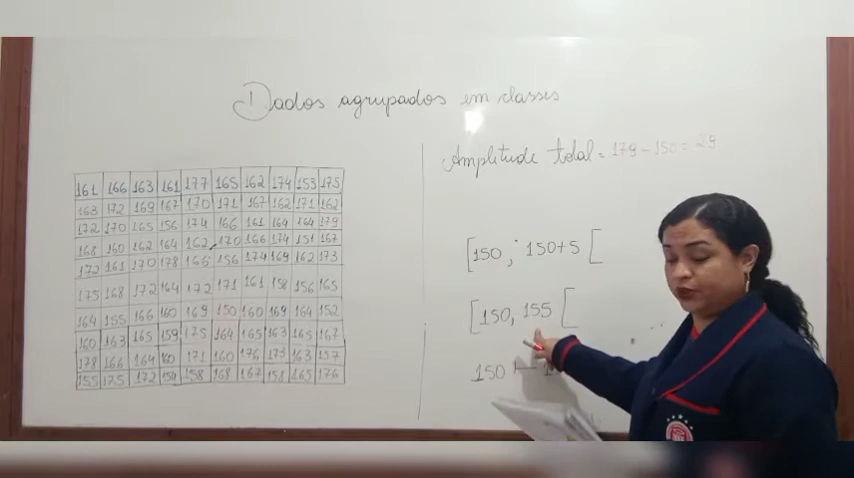 Dados agrupados em classes
Amplitude total = 179 - 150 = 29
161 166 163 161 177 165 162 174 153 175
163 172 169 167 170 171 167 162 171 162
172 170 165 156 174 166 161 164 164 179
168 160 162 164 162 170 166 174 151 167
172 161 170 178 166 156 174 169 162 173
175 168 172 164 172 171 161 158 156 165
164 155 166 160 169 150 160 169 164 152
160 163 165 159 175 164 165 163 165 167
178 166 164 160 171 160 176 173 163 157
155 175 172 154 158 168 167 158 165 176
[150, 150+5 [
[150, 155 [
150 ⊢